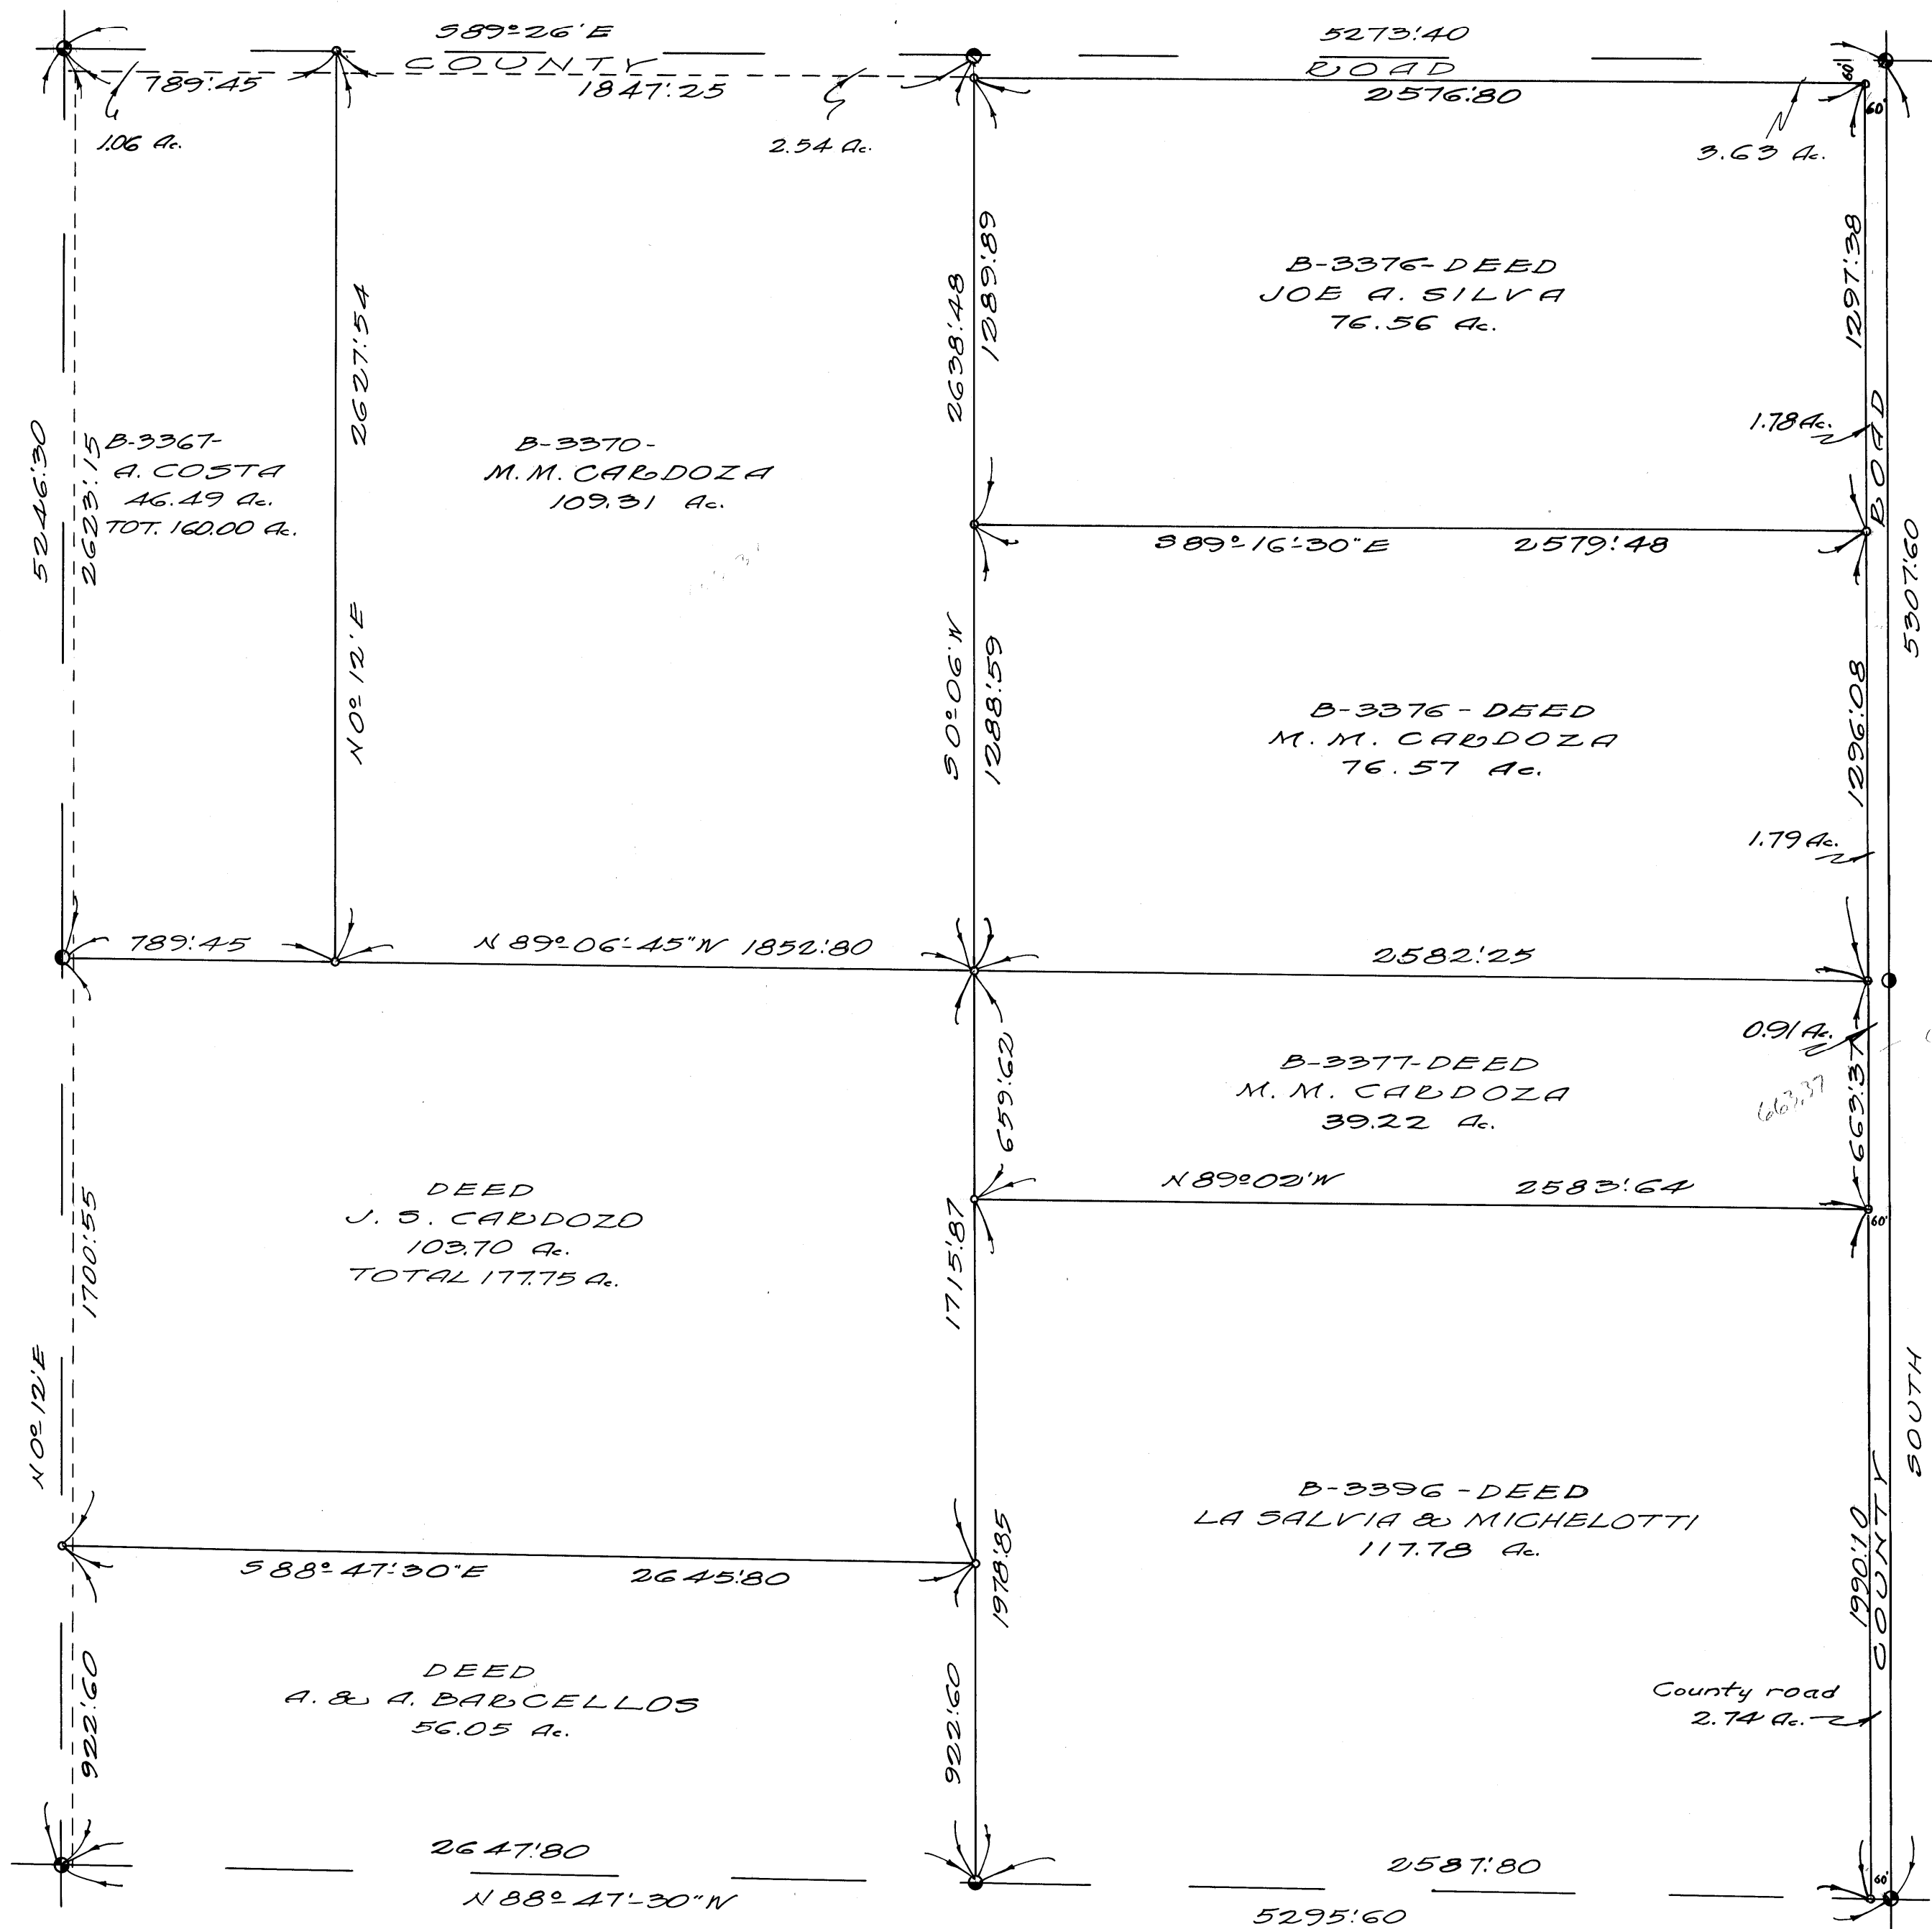 S89°-26'E
5273.'40
COUNTY
ROAD
789.'45
1847.'25
2576.'80
60'
60'
1.06 Ac.
2.54 Ac.
3.63 Ac.
B-3376-DEED
JOE A. SILVA
76.56 Ac.
1289.'89
2638.'48
1297.'38
2627.'54
5246.'30
2623.'15
B-3367-
A. COSTA
46.49 Ac.
TOT. 160.00 Ac.
B-3370-
M.M. CARDOZA
109.31 Ac.
1.78 Ac.
ROAD
S89°-16'-30"E
2579.'48
5307.'60
N0°-12'E
S0°-06'W
1288.'59
B-3376-DEED
M.M. CARDOZA
76.57 Ac.
1296.'08
1.79 Ac.
789.'45
N89°-06'-45"W 1852.'80
2582.'25
0.91 Ac.
659.'62
B-3377-DEED
M.M. CARDOZA
39.22 Ac.
663.'37
663.37
N89°02'W
2583.'64
60'
DEED
J. S. CARDOZO
103.70 Ac.
TOTAL 177.75 Ac.
1700.'55
1715.'87
N0°-12'E
SOUTH
B-3396-DEED
LA SALVIA & MICHELOTTI
117.78 Ac.
1978.'85
1990.'10
COUNTY
S88°-47'-30"E
2645.'80
DEED
A. & A. BARCELLOS
56.05 Ac.
922.'60
922.'60
County road
2.74 Ac.
2647.'80
N88°-47'-30"W
2587.'80
60'
5295.'60